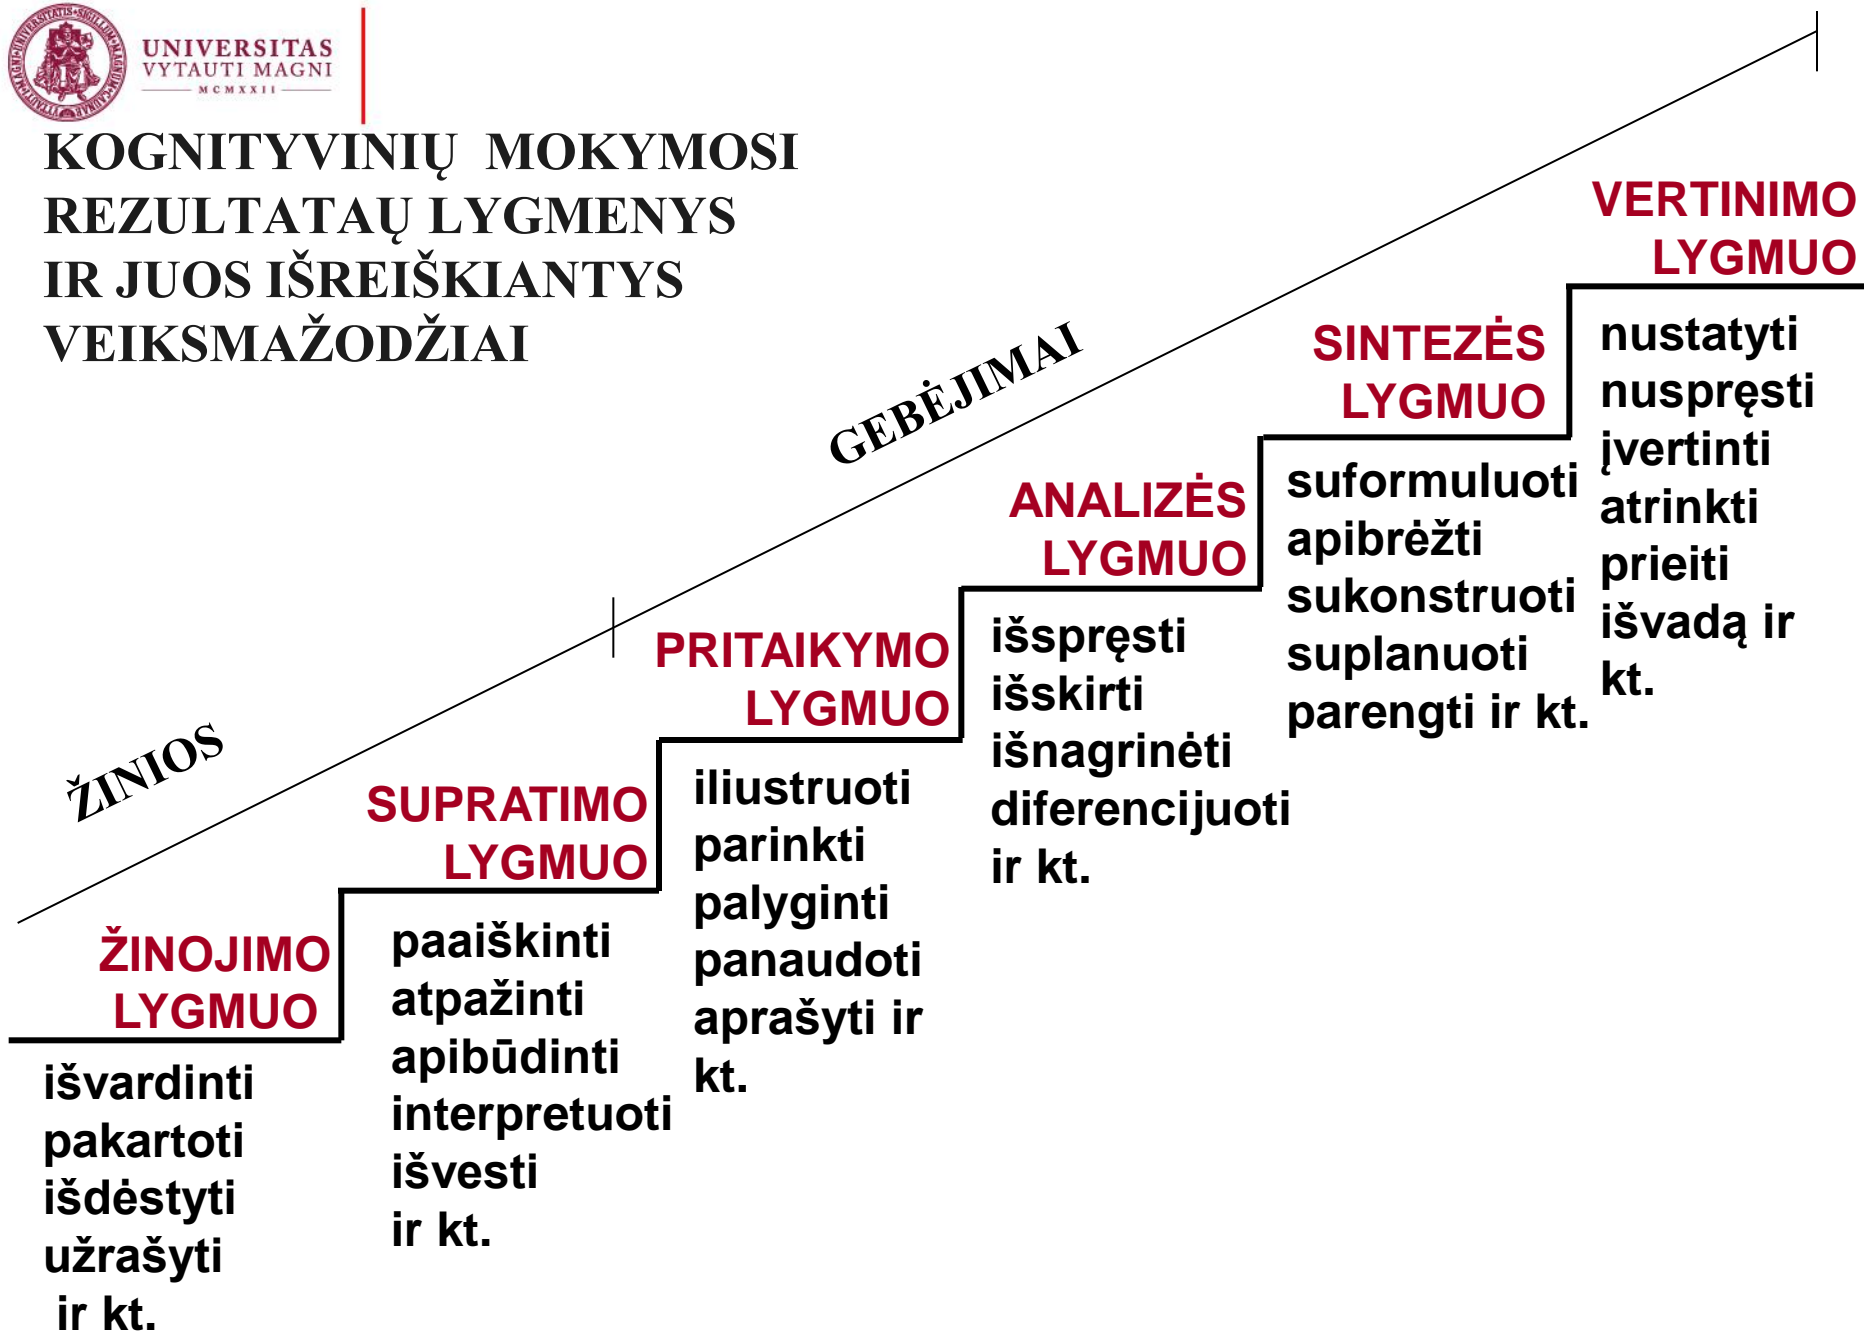 UNIVERSITAS
VYTAUTI MAGNI
MCMXXII
KOGNITYVINIŲ MOKYMOSI
REZULTATAŲ LYGMENYS
IR JUOS IŠREIŠKIANTYS
VEIKSMAŽODŽIAI
ŽINIOS
GEBĖJIMAI
ŽINOJIMO
LYGMUO
išvardinti
pakartoti
išdėstyti
užrašyti
ir kt.
SUPRATIMO
LYGMUO
paaiškinti
atpažinti
apibūdinti
interpretuoti
išvesti
ir kt.
PRITAIKYMO
LYGMUO
iliustruoti
parinkti
palyginti
panaudoti
aprašyti ir
kt.
ANALIZĖS
LYGMUO
išspręsti
išskirti
išnagrinėti
diferencijuoti
ir kt.
SINTEZĖS
LYGMUO
suformuluoti
apibrėžti
sukonstruoti
suplanuoti
parengti ir kt.
VERTINIMO
LYGMUO
nustatyti
nuspręsti
įvertinti
atrinkti
prieiti
išvadą ir
kt.